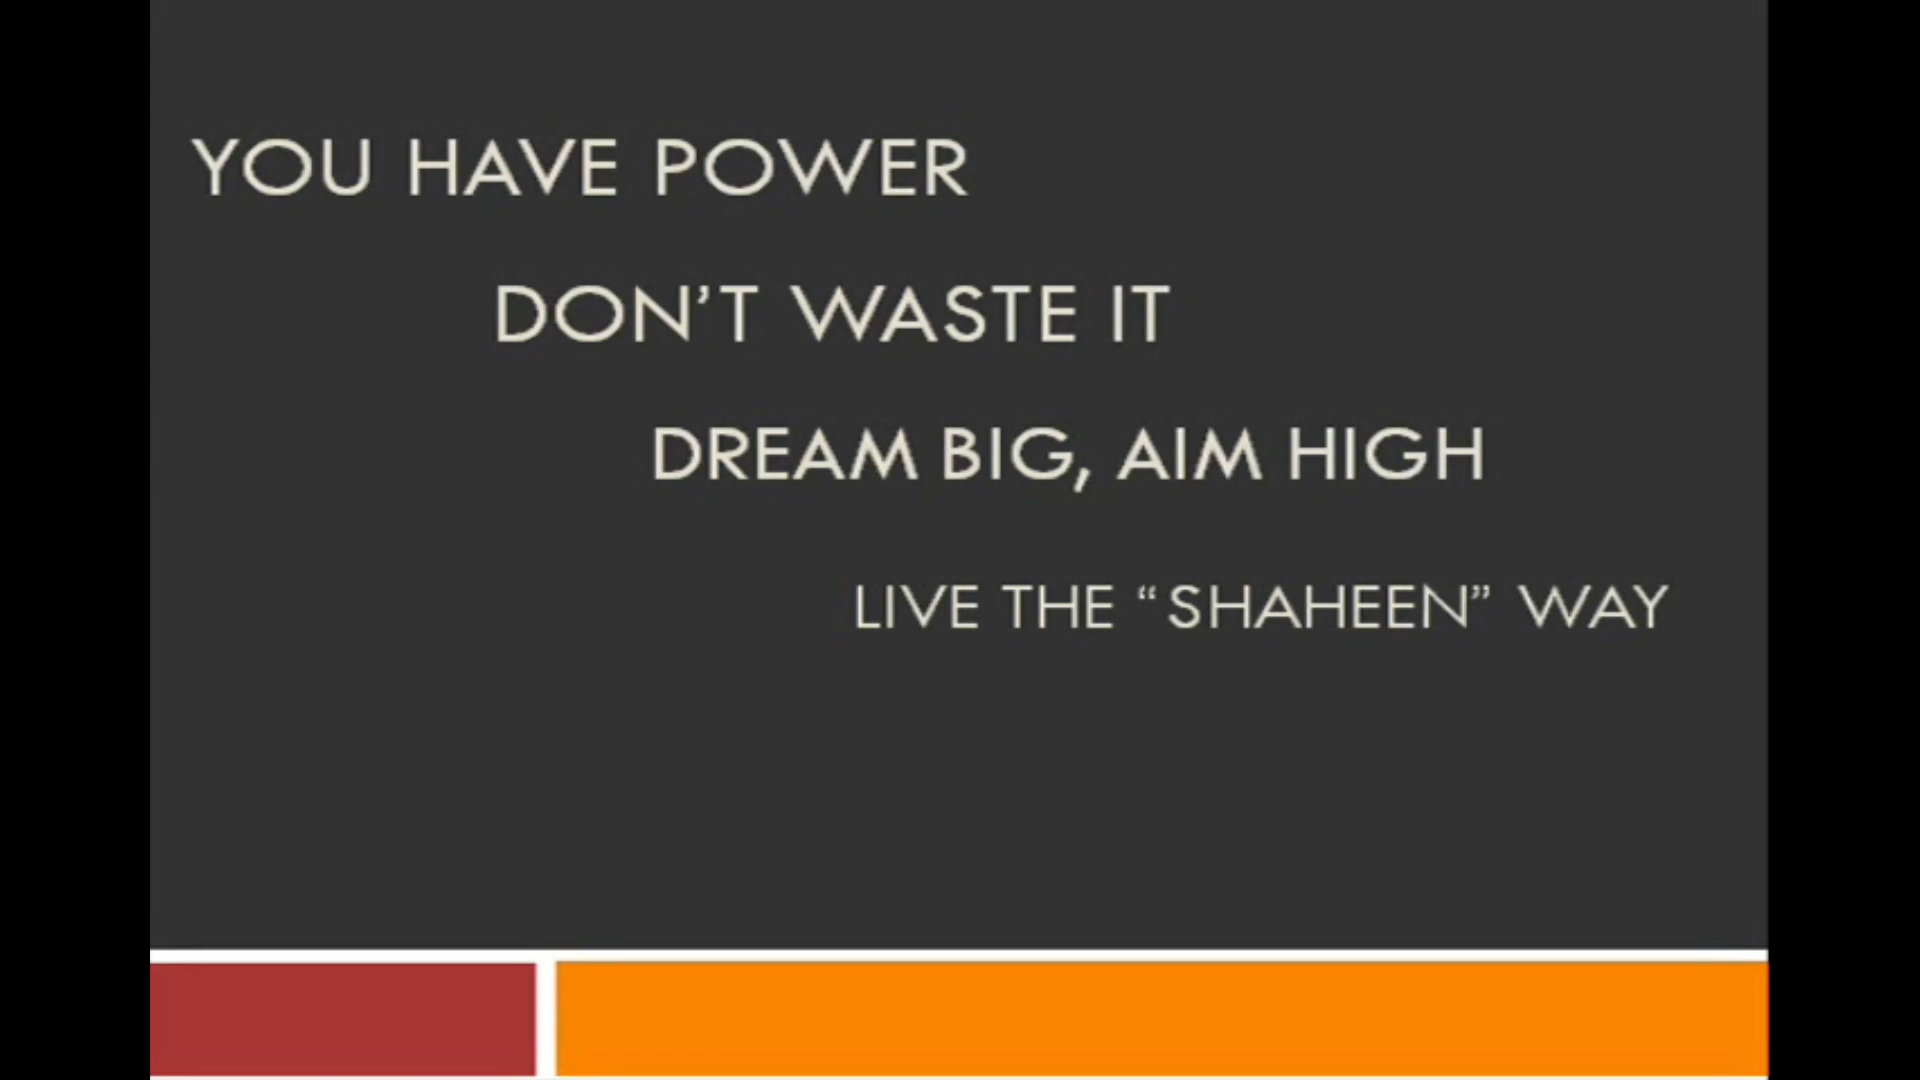 YOU HAVE POWER
DON’T WASTE IT
DREAM BIG, AIM HIGH
LIVE THE “SHAHEEN” WAY